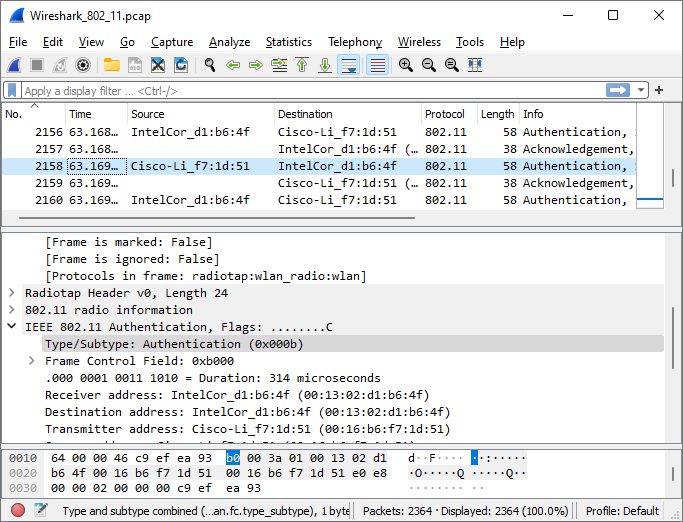 Wireshark_802_11.pcap
File Edit View Go Capture Analyze Statistics Telephony Wireless Tools Help
Apply a display filter ... <Ctrl-/>
No. Time Source Destination Protocol Length Info
2156 63.168… IntelCor_d1:b6:4f Cisco-Li_f7:1d:51 802.11 58 Authentication,
2157 63.168… IntelCor_d1:b6:4f (… 802.11 38 Acknowledgement,
2158 63.169… Cisco-Li_f7:1d:51 IntelCor_d1:b6:4f 802.11 58 Authentication,
2159 63.169… Cisco-Li_f7:1d:51 (… 802.11 38 Acknowledgement,
2160 63.169… IntelCor_d1:b6:4f Cisco-Li_f7:1d:51 802.11 58 Authentication,
[Frame is marked: False]
[Frame is ignored: False]
[Protocols in frame: radiotap:wlan_radio:wlan]
Radiotap Header v0, Length 24
802.11 radio information
IEEE 802.11 Authentication, Flags: ........C
Type/Subtype: Authentication (0x000b)
Frame Control Field: 0xb000
.000 0001 0011 1010 = Duration: 314 microseconds
Receiver address: IntelCor_d1:b6:4f (00:13:02:d1:b6:4f)
Destination address: IntelCor_d1:b6:4f (00:13:02:d1:b6:4f)
Transmitter address: Cisco-Li_f7:1d:51 (00:16:b6:f7:1d:51)
0010 64 00 00 46 c9 ef ea 93 b0 00 3a 01 00 13 02 d1 d··F···· ··:·····
0020 b6 4f 00 16 b6 f7 1d 51 00 16 b6 f7 1d 51 e0 e8 ·O·····Q ·····Q··
0030 00 00 02 00 00 00 c9 ef ea 93 ········ ··
Type and subtype combined (…an.fc.type_subtype), 1 byte Packets: 2364 · Displayed: 2364 (100.0%) Profile: Default